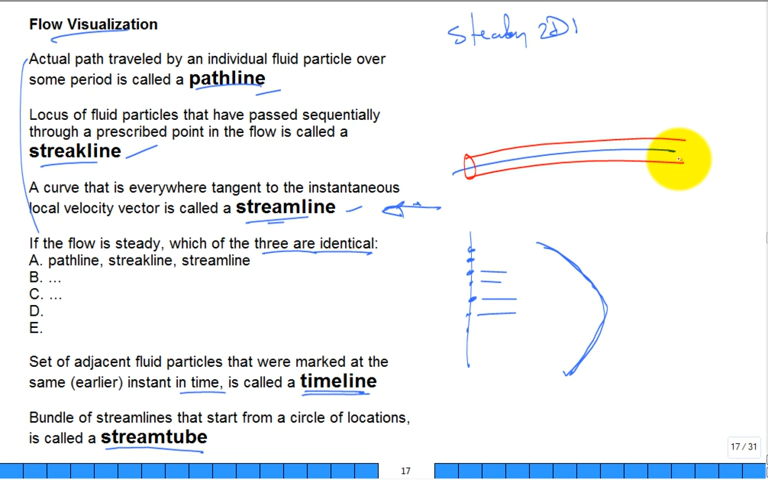 Flow Visualization
Steady 2D
Actual path traveled by an individual fluid particle over
some period is called a pathline
Locus of fluid particles that have passed sequentially
through a prescribed point in the flow is called a
streakline
A curve that is everywhere tangent to the instantaneous
local velocity vector is called a streamline
If the flow is steady, which of the three are identical:
A. pathline, streakline, streamline
B. ...
C. ...
D.
E.
Set of adjacent fluid particles that were marked at the
same (earlier) instant in time, is called a timeline
Bundle of streamlines that start from a circle of locations,
is called a streamtube
17 / 31
17